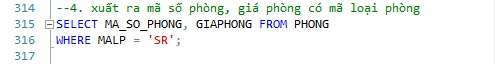 314 --4. xuất ra mã số phòng, giá phòng có mã loại phòng
315 SELECT MA_SO_PHONG, GIAPHONG FROM PHONG
316 WHERE MALP = 'SR';
317